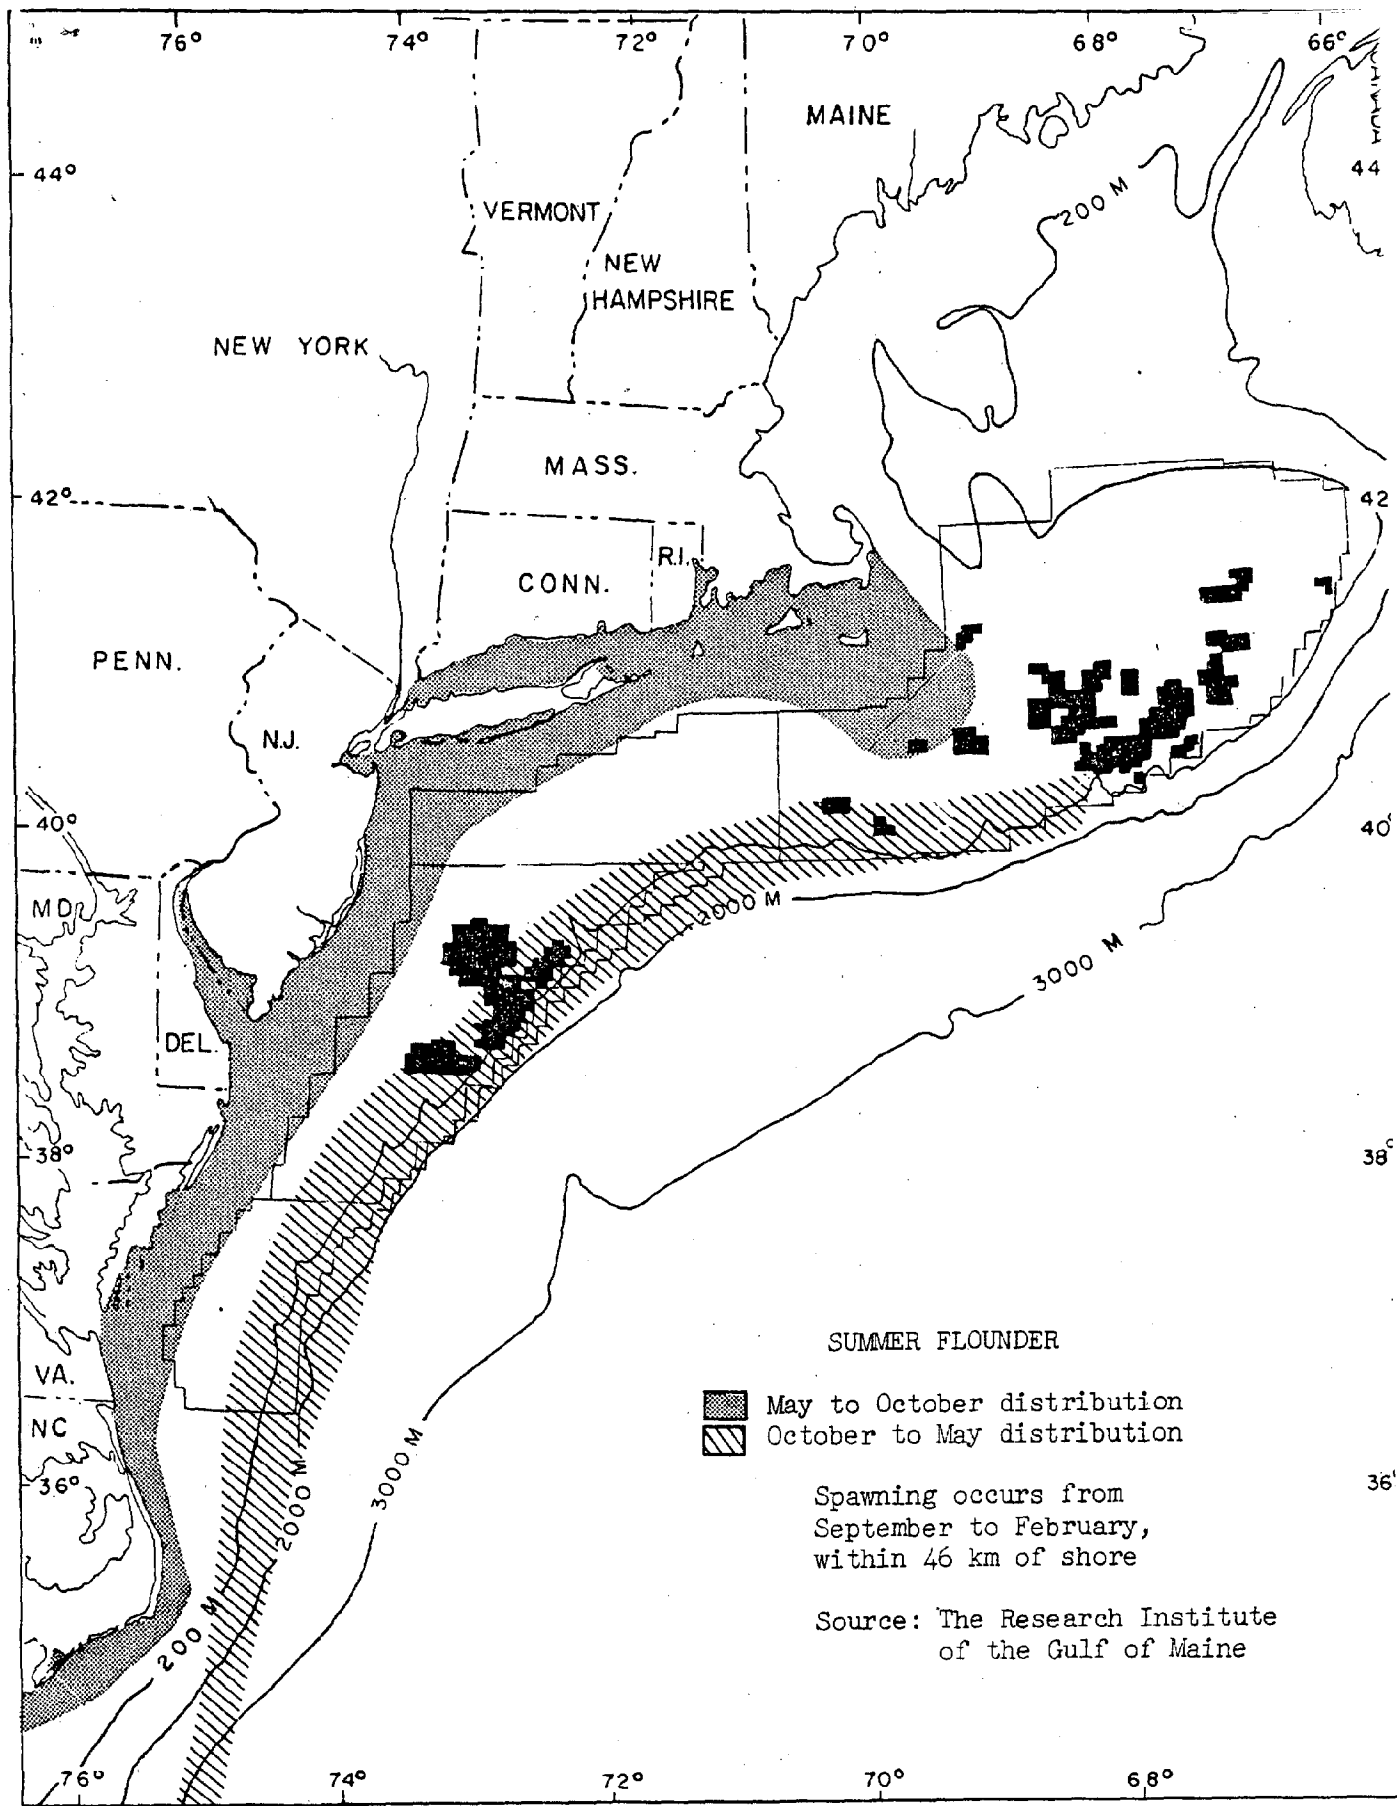 76° 74° 72° 70° 68° 66°
MAINE
CANADA
44° 44
200 M
VERMONT
NEW
HAMPSHIRE
NEW YORK
MASS.
42° 42
R.I.
CONN.
PENN.
N.J.
40° 40
MD.
2000 M
3000 M
DEL.
38° 38°
SUMMER FLOUNDER
VA.
May to October distribution
NC
October to May distribution
36° 36
2000 M
3000 M
Spawning occurs from
September to February,
within 46 km of shore
200 M
Source: The Research Institute
of the Gulf of Maine
76° 74° 72° 70° 68°